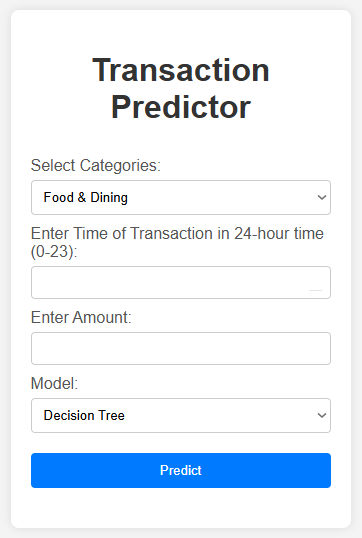 Transaction
Predictor
Select Categories:
Food & Dining
Enter Time of Transaction in 24-hour time
(0-23):
Enter Amount:
Model:
Decision Tree
Predict